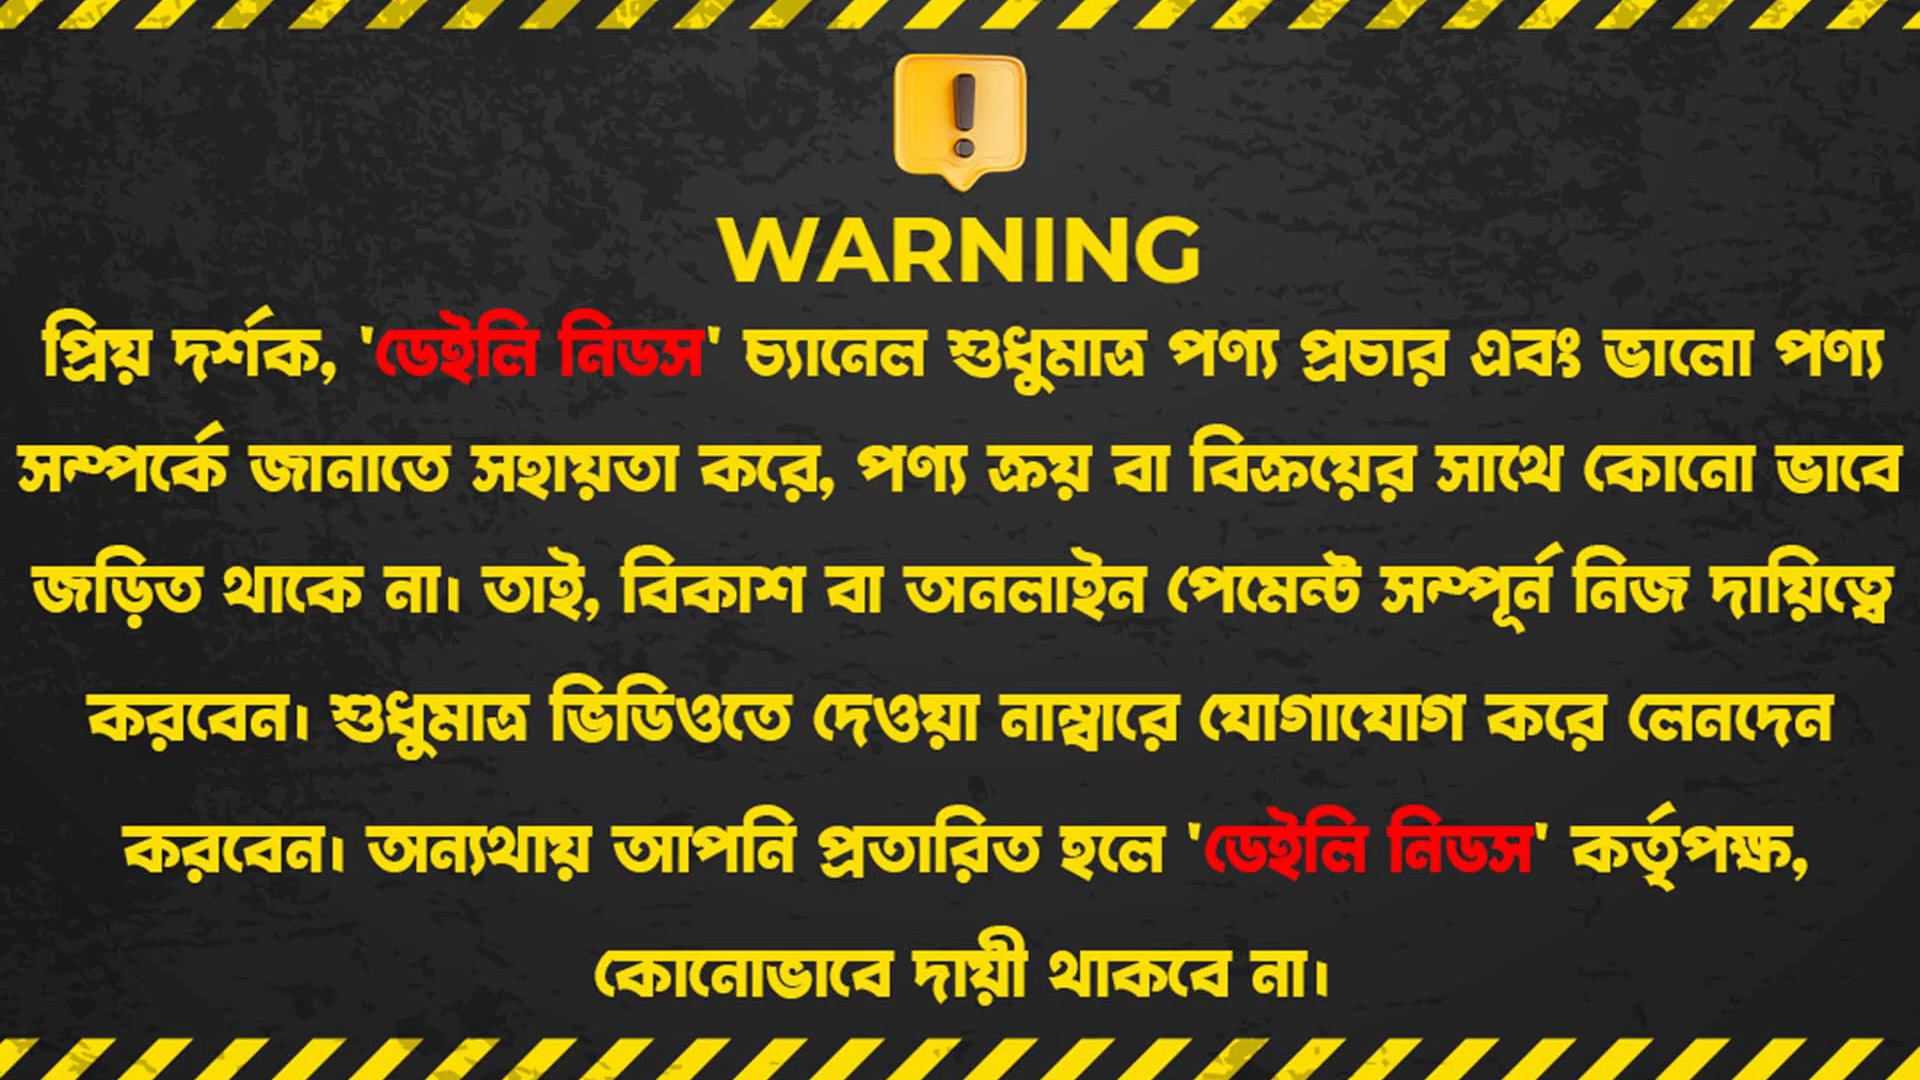 WARNING
প্রিয় দর্শক, 'ডেইলি নিডস' চ্যানেল শুধুমাত্র পণ্য প্রচার এবং ভালো পণ্য
সম্পর্কে জানাতে সহায়তা করে, পণ্য ক্রয় বা বিক্রয়ের সাথে কোনো ভাবে
জড়িত থাকে না। তাই, বিকাশ বা অনলাইন পেমেন্ট সম্পূর্ন নিজ দায়িত্বে
করবেন। শুধুমাত্র ভিডিওতে দেওয়া নাম্বারে যোগাযোগ করে লেনদেন
করবেন। অন্যথায় আপনি প্রতারিত হলে 'ডেইলি নিডস' কর্তৃপক্ষ,
কোনোভাবে দায়ী থাকবে না।